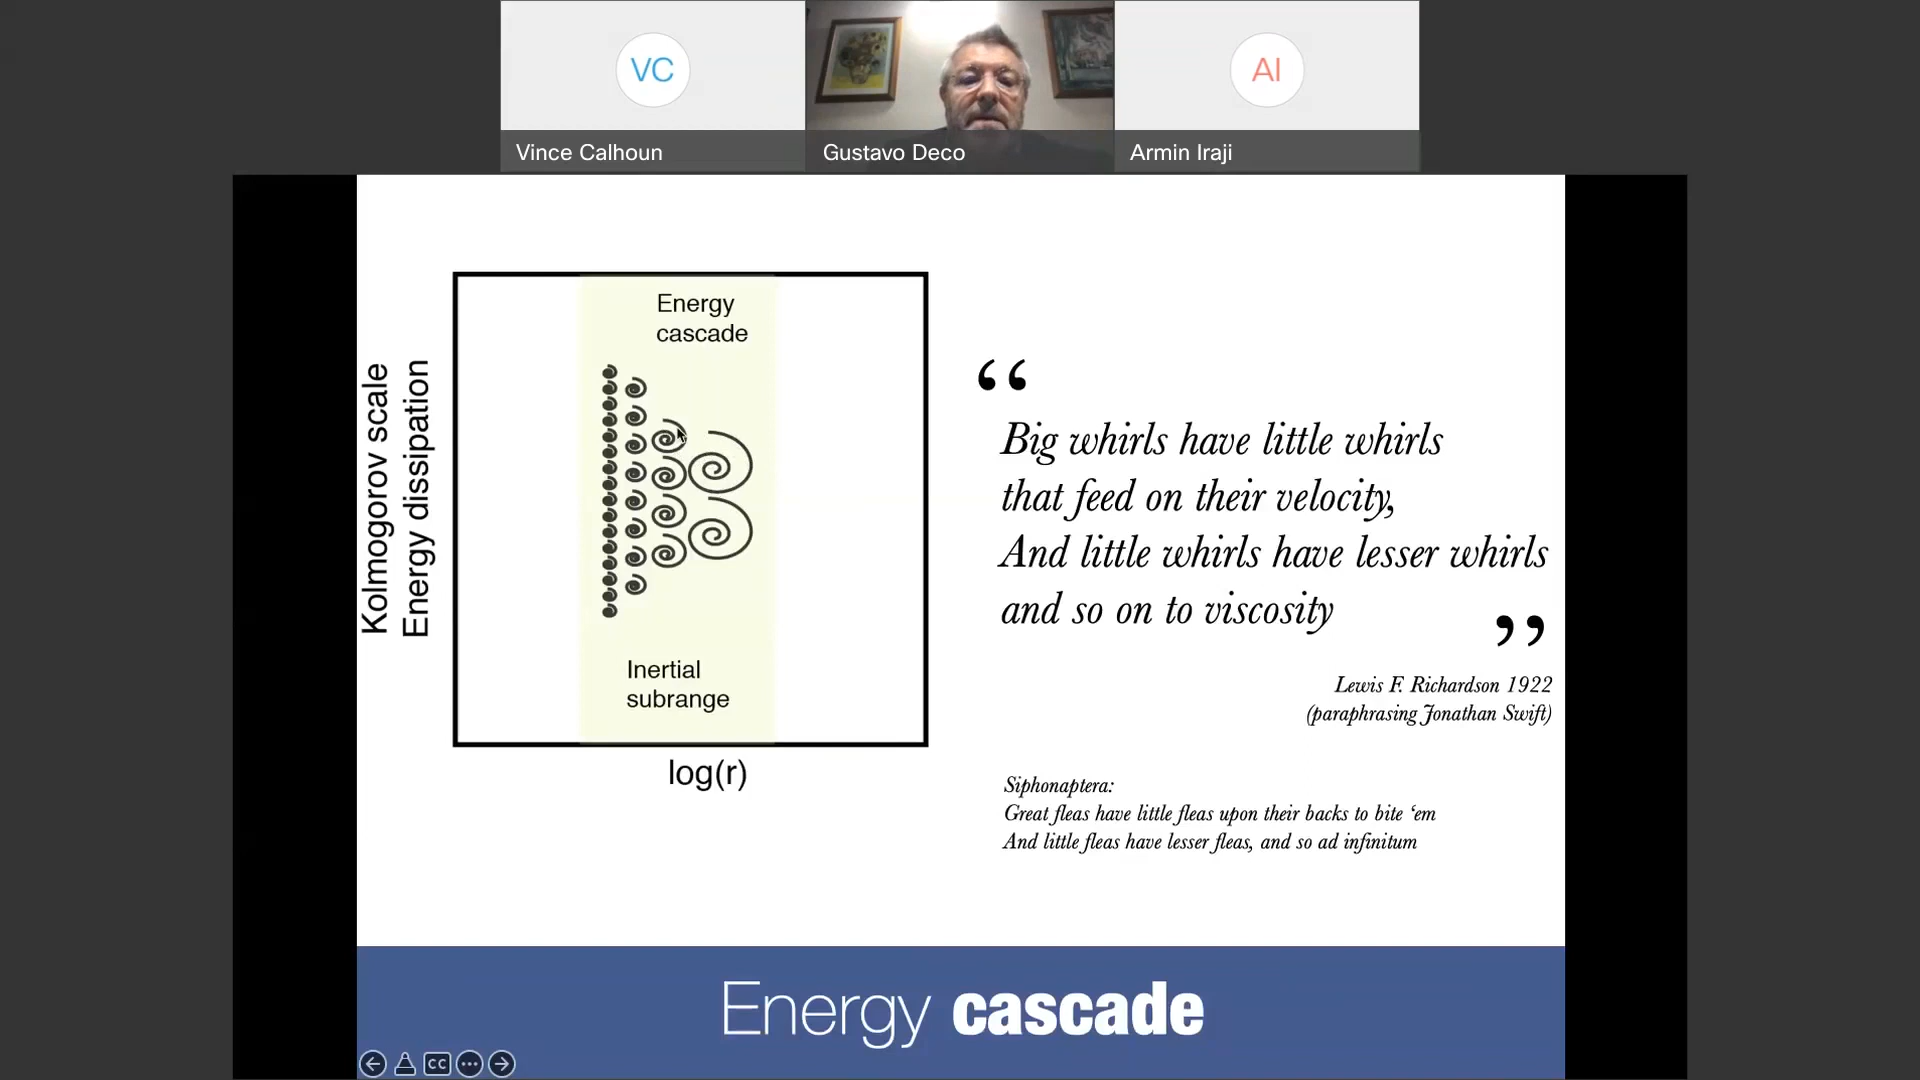 VC
AI
Vince Calhoun
Gustavo Deco
Armin Iraji
Kolmogorov scale
Energy dissipation
Energy
cascade
Inertial
subrange
log(r)
“
Big whirls have little whirls
that feed on their velocity,
And little whirls have lesser whirls
and so on to viscosity
”
Lewis F. Richardson 1922
(paraphrasing Jonathan Swift)
Siphonaptera:
Great fleas have little fleas upon their backs to bite ‘em
And little fleas have lesser fleas, and so ad infinitum
Energy cascade
CC